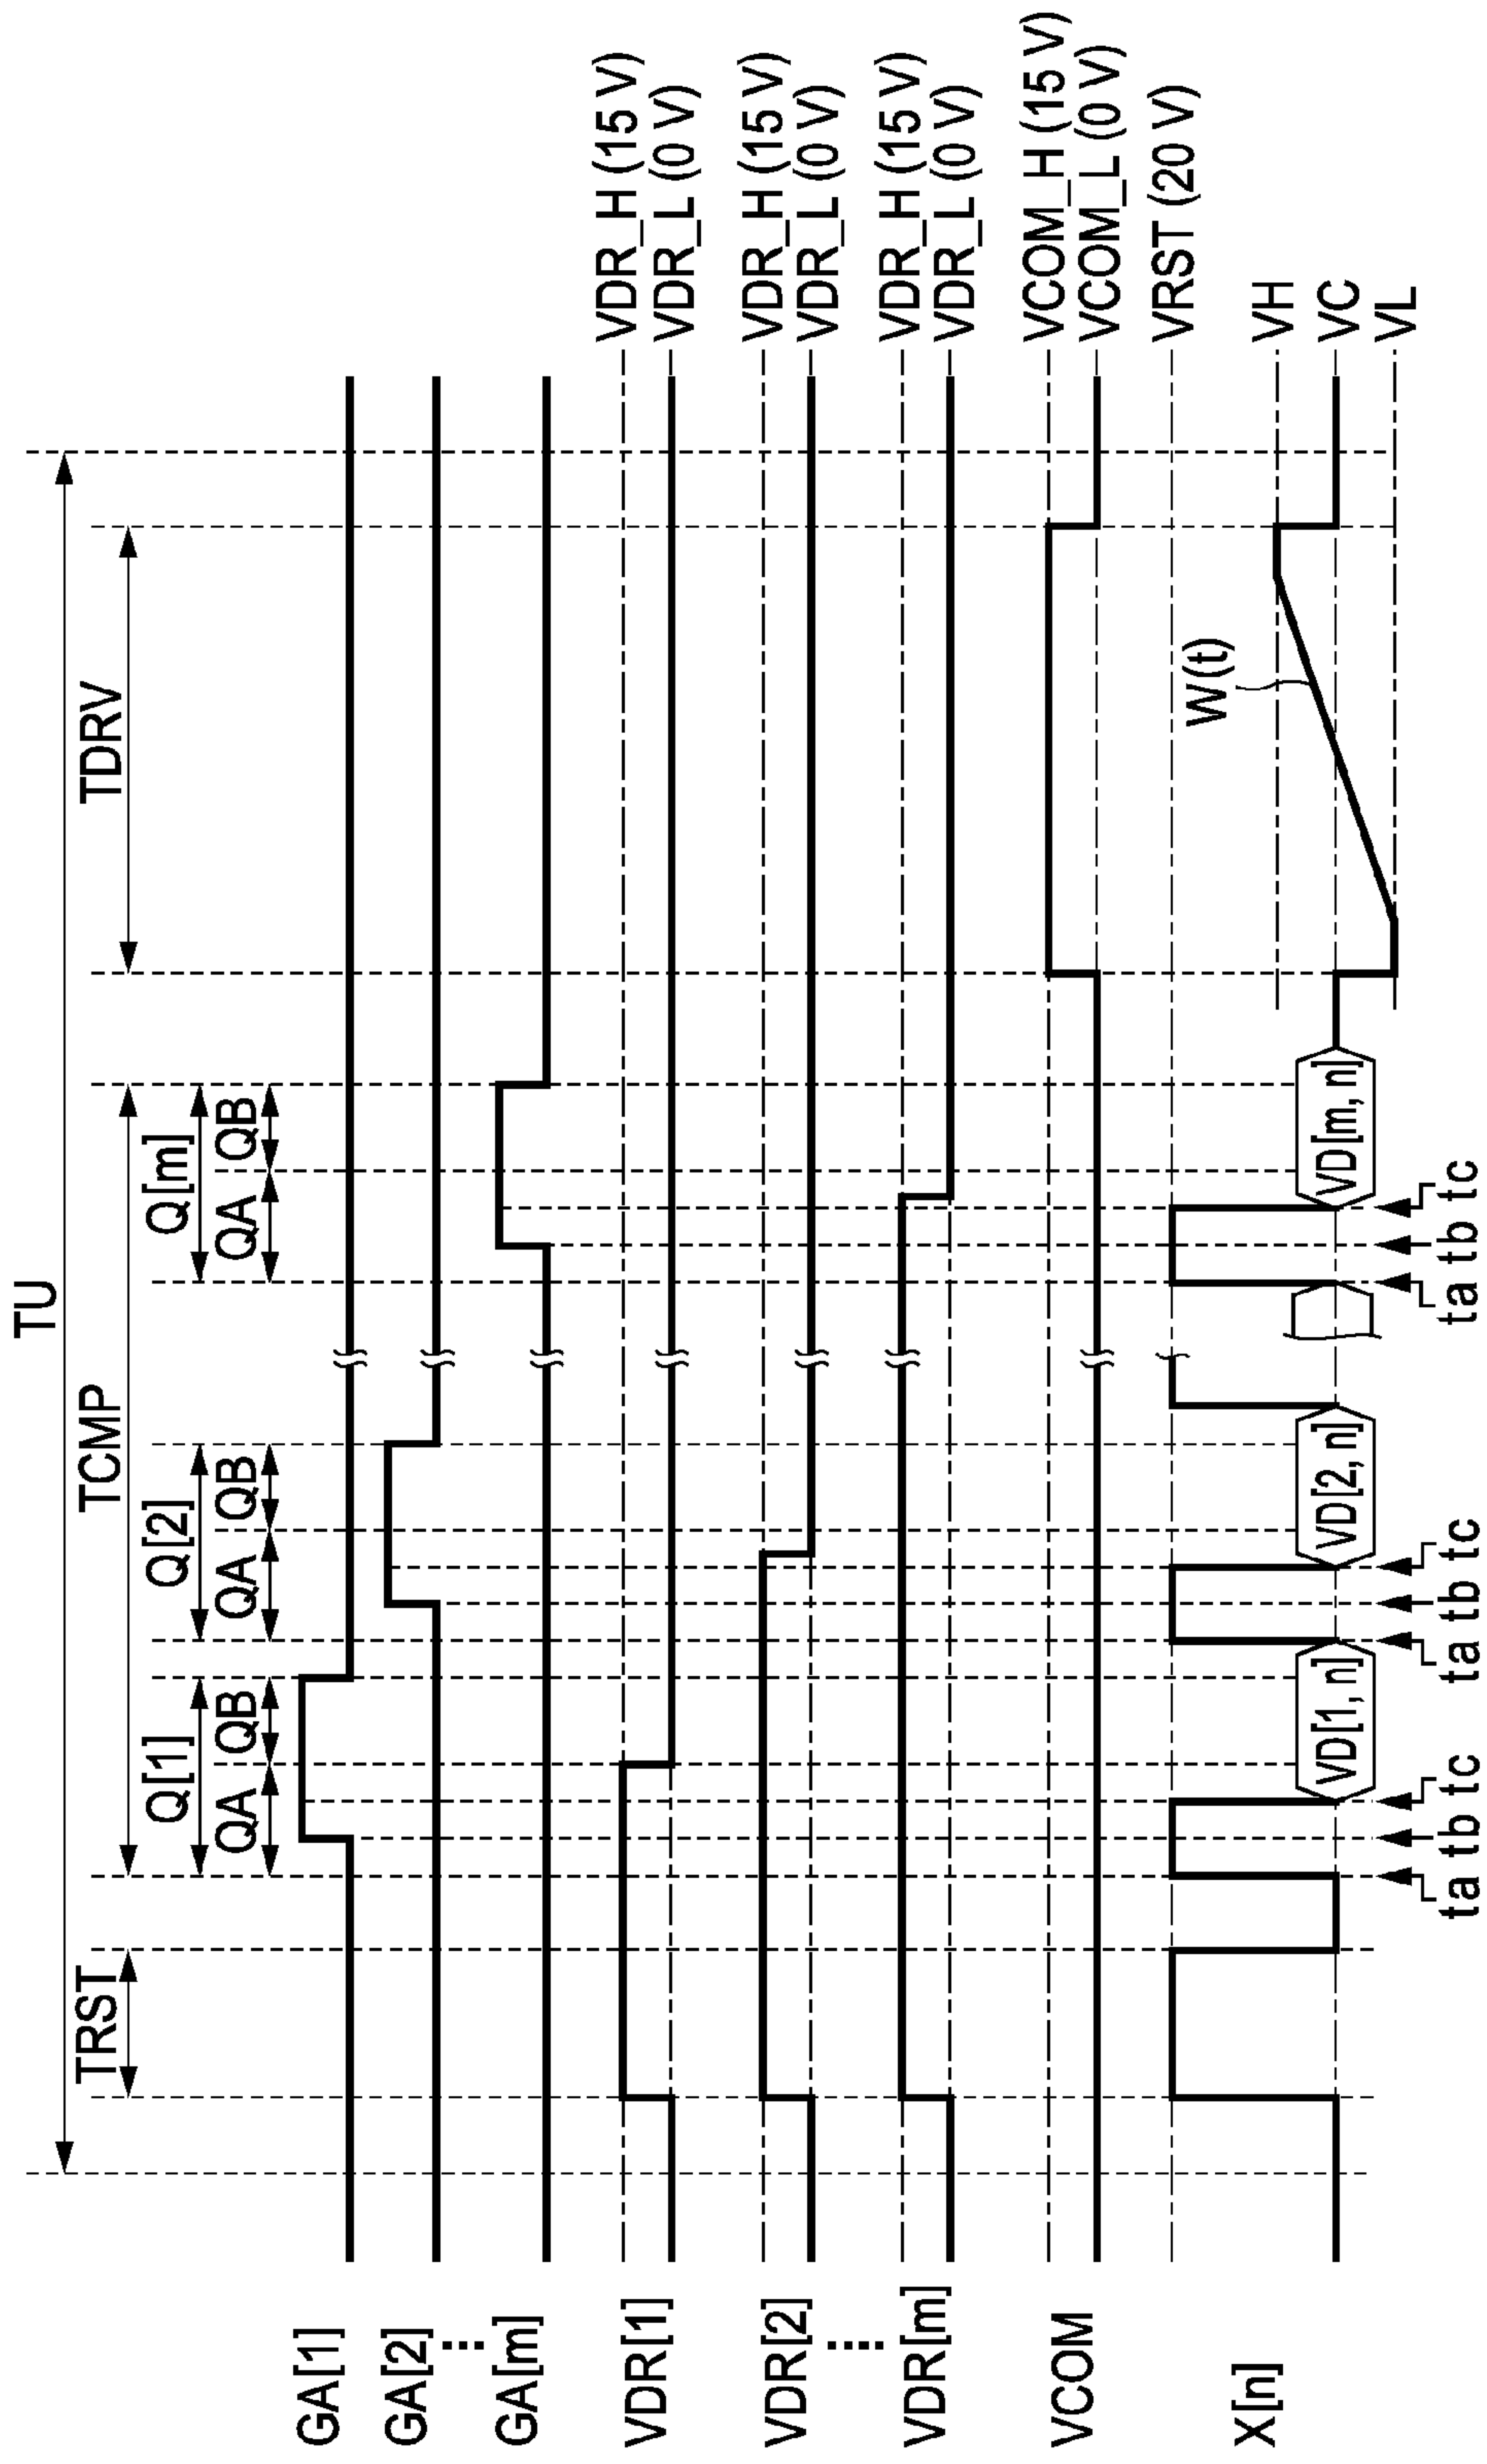 TU
TRST
TCMP
TDRV
Q[1]
Q[2]
Q[m]
QA
QB
QA
QB
QA
QB
GA[1]
GA[2]
GA[m]
VDR[1]
VDR_H (15 V)
VDR_L (0 V)
VDR[2]
VDR_H (15 V)
VDR_L (0 V)
VDR[m]
VDR_H (15 V)
VDR_L (0 V)
VCOM
VCOM_H (15 V)
VCOM_L (0 V)
VRST (20 V)
W(t)
X[n]
VH
VD[1, n]
VD[2, n]
VD[m, n]
VC
VL
ta tb tc
ta tb tc
ta tb tc